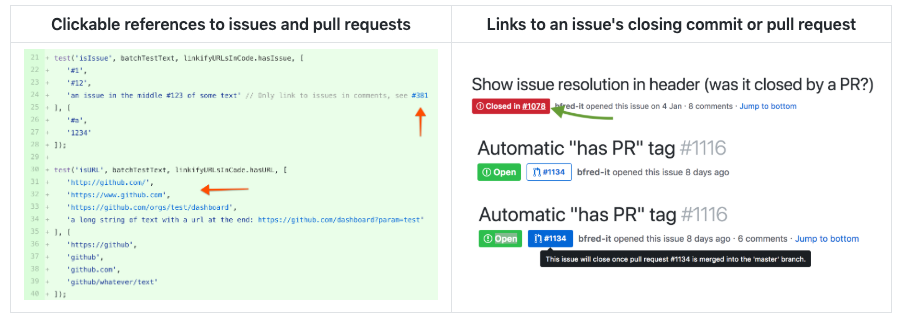 Clickable references to issues and pull requests
21 + test('isIssue', batchTestText, linkifyURLsInCode.hasIssue, [
22 + '#1',
23 + '#12',
24 + 'an issue in the middle #123 of some text' // Only link to issues in comments, see #381
25 + ], [
26 + '#a',
27 + '1234'
28 + ]);
29 +
30 + test('isURL', batchTestText, linkifyURLsInCode.hasURL, [
31 + 'http://github.com/',
32 + 'https://www.github.com',
33 + 'https://github.com/orgs/test/dashboard',
34 + 'a long string of text with a url at the end: https://github.com/dashboard?param=test'
35 + ], [
36 + 'https://github',
37 + 'github',
38 + 'github.com',
39 + 'github/whatever/text'
40 + ]);
Links to an issue's closing commit or pull request
Show issue resolution in header (was it closed by a PR?)
Closed in #1078 bfred-it opened this issue on 4 Jan · 8 comments · Jump to bottom
Automatic "has PR" tag #1116
Open #1134 bfred-it opened this issue 8 days ago
Automatic "has PR" tag #1116
Open #1134 bfred-it opened this issue 8 days ago · 6 comments · Jump to bottom
This issue will close once pull request #1134 is merged into the 'master' branch.